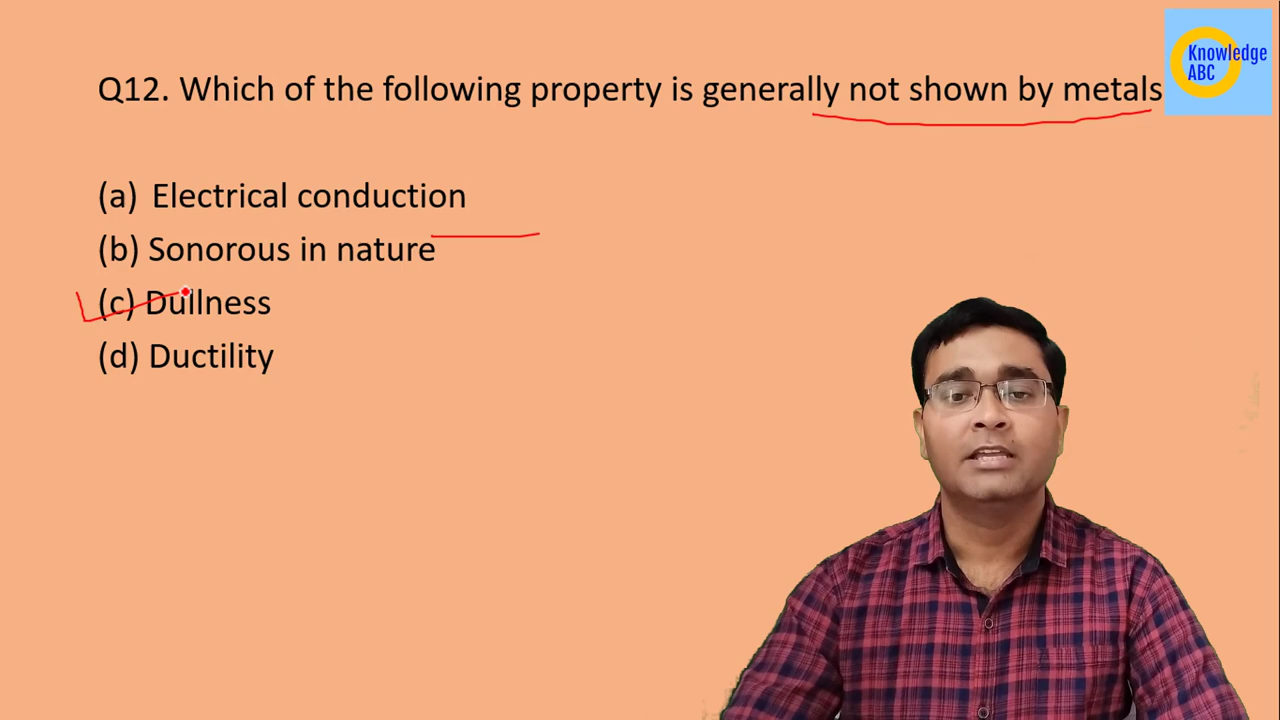 Knowledge
ABC
Q12. Which of the following property is generally not shown by metals
(a) Electrical conduction
(b) Sonorous in nature
(c) Dullness
(d) Ductility